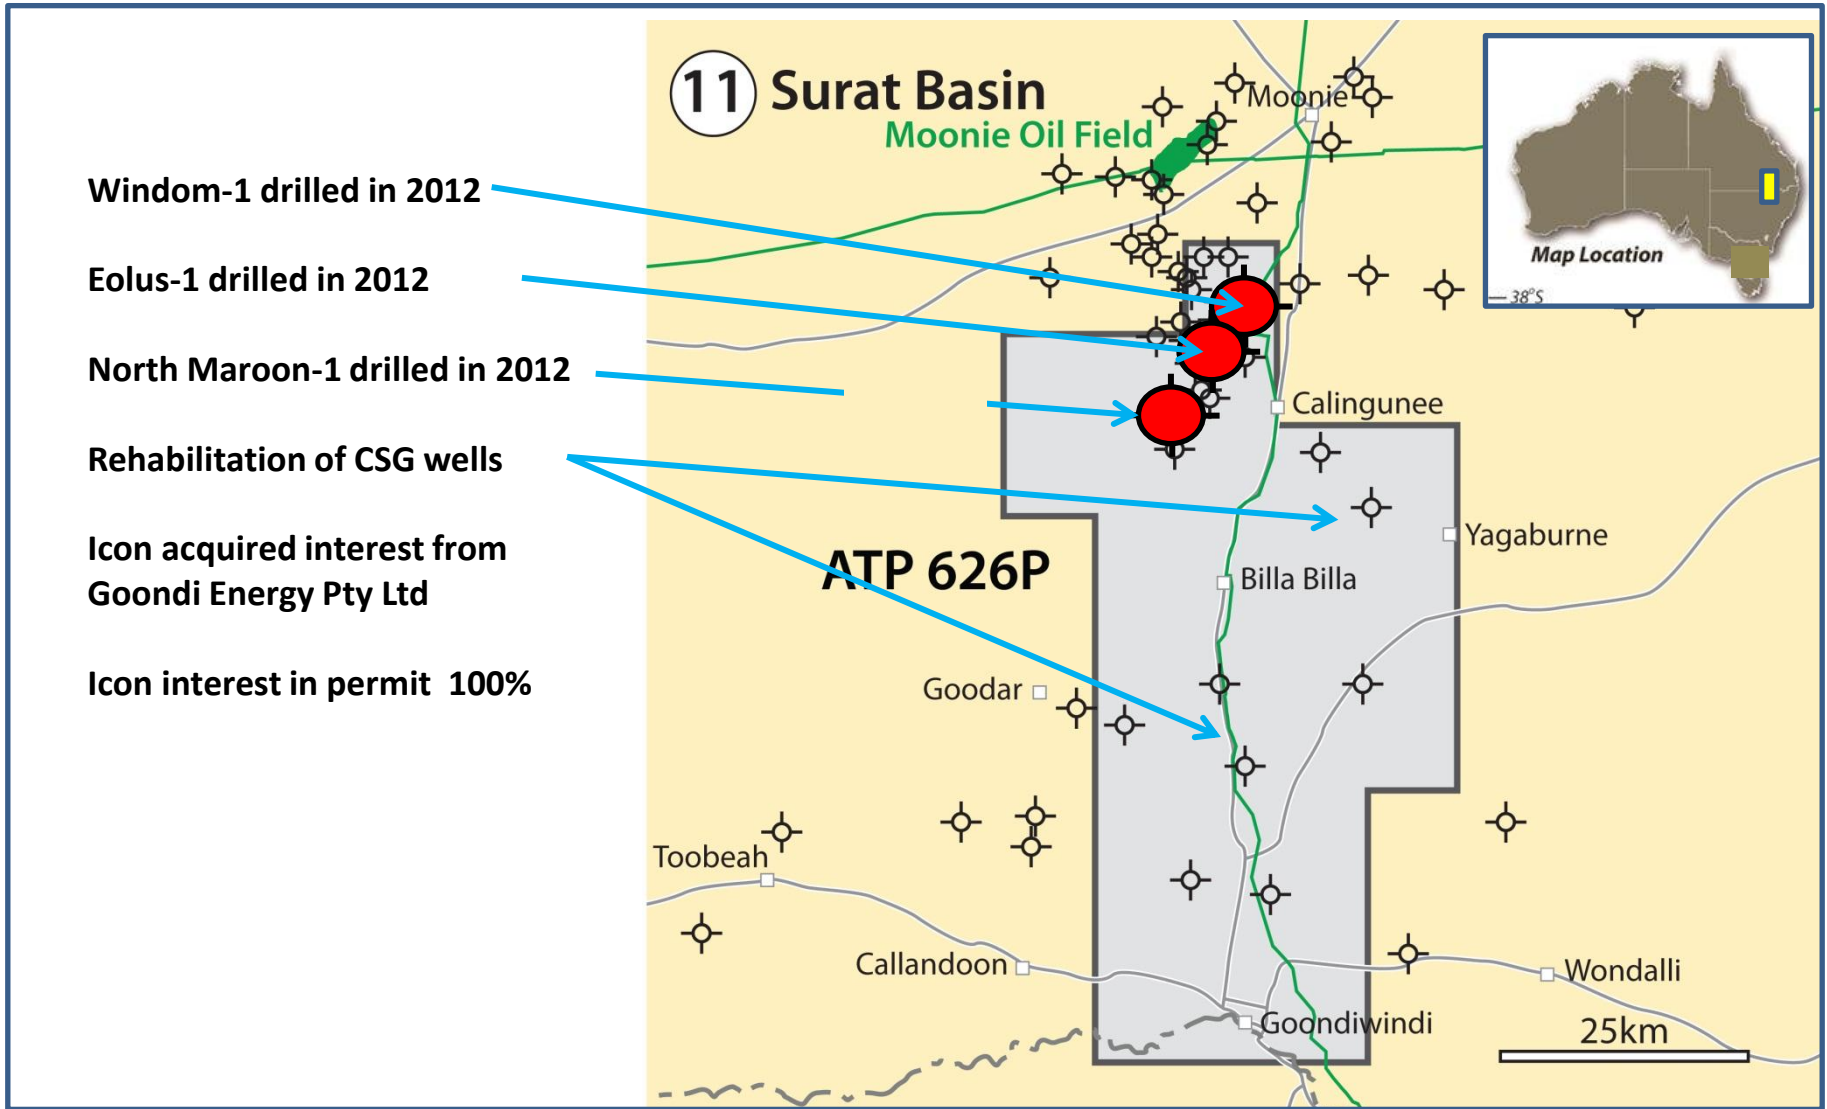 11 Surat Basin
Moonie Oil Field
Moonie
Map Location
38°S
Windom-1 drilled in 2012
Eolus-1 drilled in 2012
North Maroon-1 drilled in 2012
Rehabilitation of CSG wells
Icon acquired interest from
Goondi Energy Pty Ltd
Icon interest in permit 100%
Calingunee
Yagaburne
ATP 626P
Billa Billa
Goodar
Toobeah
Callandoon
Wondalli
Goondiwindi
25km